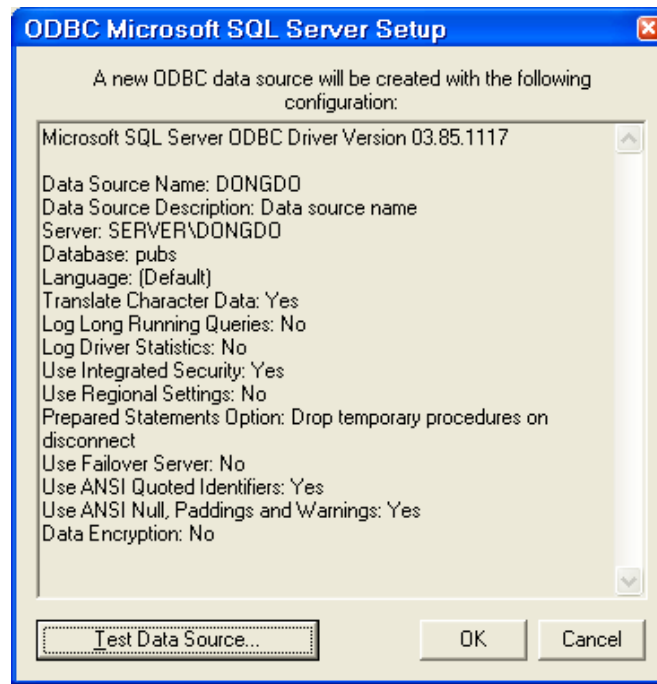 ODBC Microsoft SQL Server Setup
A new ODBC data source will be created with the following
configuration:
Microsoft SQL Server ODBC Driver Version 03.85.1117
Data Source Name: DONGDO
Data Source Description: Data source name
Server: SERVER\DONGDO
Database: pubs
Language: (Default)
Translate Character Data: Yes
Log Long Running Queries: No
Log Driver Statistics: No
Use Integrated Security: Yes
Use Regional Settings: No
Prepared Statements Option: Drop temporary procedures on
disconnect
Use Failover Server: No
Use ANSI Quoted Identifiers: Yes
Use ANSI Null, Paddings and Warnings: Yes
Data Encryption: No
Test Data Source... OK Cancel